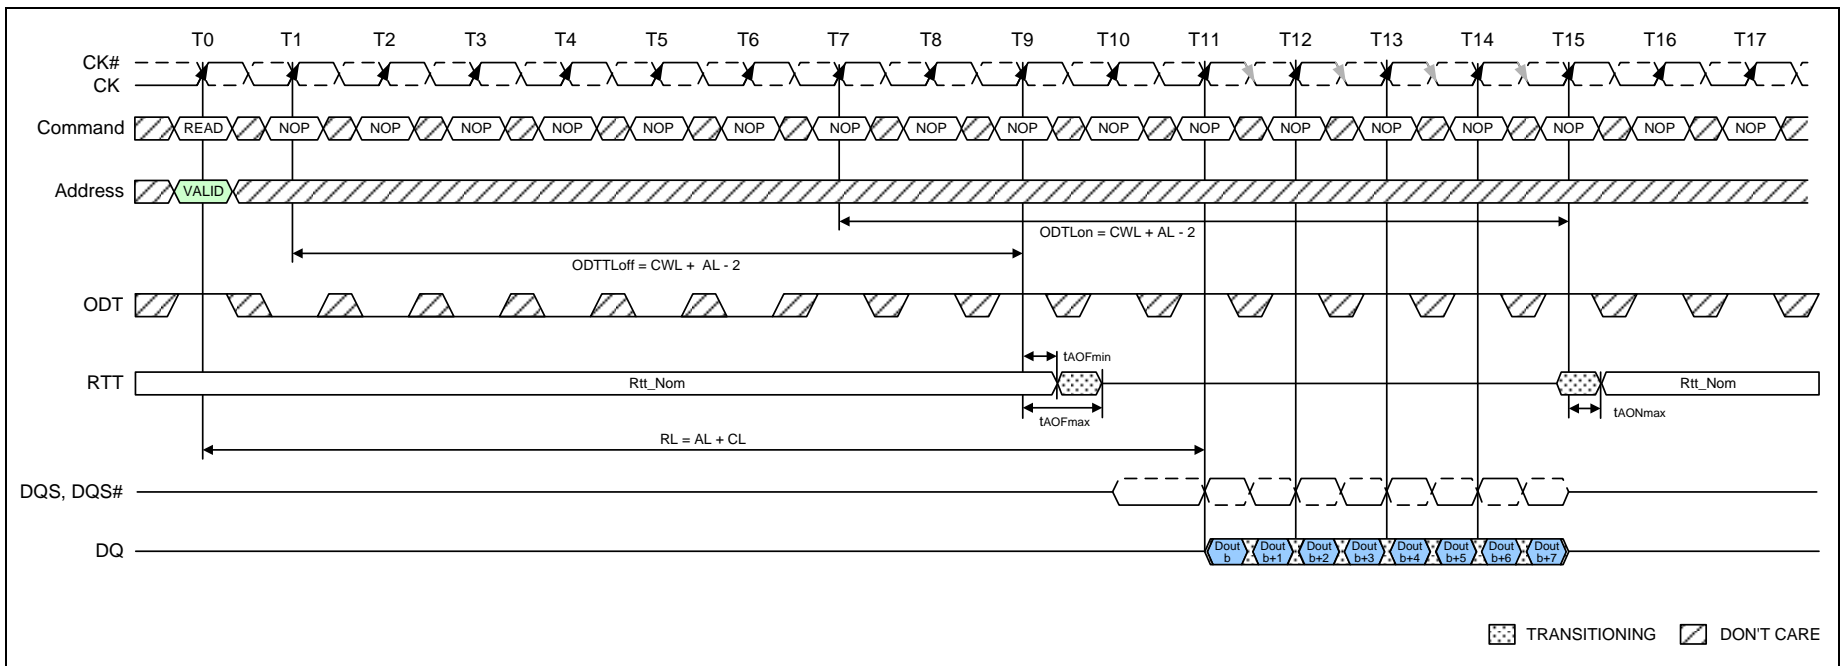 T0 T1 T2 T3 T4 T5 T6 T7 T8 T9 T10 T11 T12 T13 T14 T15 T16 T17
CK#
CK
Command READ NOP NOP NOP NOP NOP NOP NOP NOP NOP NOP NOP NOP NOP NOP NOP NOP NOP
Address VALID
ODTLon = CWL + AL - 2
ODTTLoff = CWL + AL - 2
ODT
tAOFmin
RTT Rtt_Nom Rtt_Nom
tAOFmax tAONmax
RL = AL + CL
DQS, DQS#
DQ
Dout Dout Dout Dout Dout Dout Dout Dout
b b+1 b+2 b+3 b+4 b+5 b+6 b+7
TRANSITIONING DON'T CARE